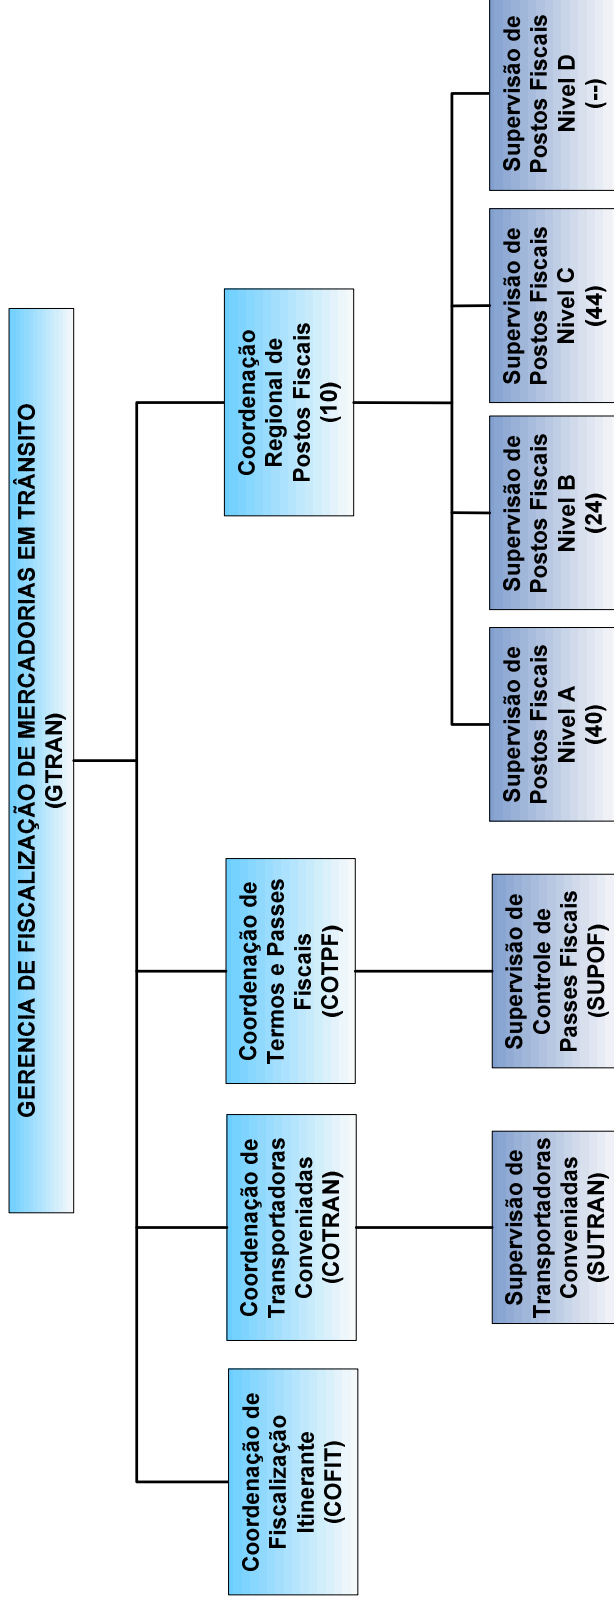 GERENCIA DE FISCALIZAÇÃO DE MERCADORIAS EM TRÂNSITO
(GTRAN)
Coordenação de
Fiscalização
Itinerante
(COFIT)
Coordenação de
Transportadoras
Conveniadas
(COTRAN)
Coordenação de
Termos e Passes
Fiscais
(COTPF)
Coordenação
Regional de
Postos Fiscais
(10)
Supervisão de
Transportadoras
Conveniadas
(SUTRAN)
Supervisão de
Controle de
Passes Fiscais
(SUPOF)
Supervisão de
Postos Fiscais
Nivel A
(40)
Supervisão de
Postos Fiscais
Nivel B
(24)
Supervisão de
Postos Fiscais
Nivel C
(44)
Supervisão de
Postos Fiscais
Nivel D
(--)